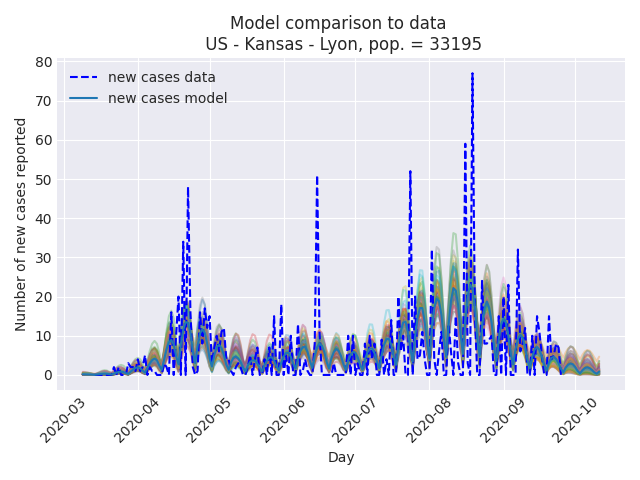 Model comparison to data
US - Kansas - Lyon, pop. = 33195
Number of new cases reported
80
70
60
50
40
30
20
10
0
new cases data
new cases model
2020-03
2020-04
2020-05
2020-06
2020-07
2020-08
2020-09
2020-10
Day